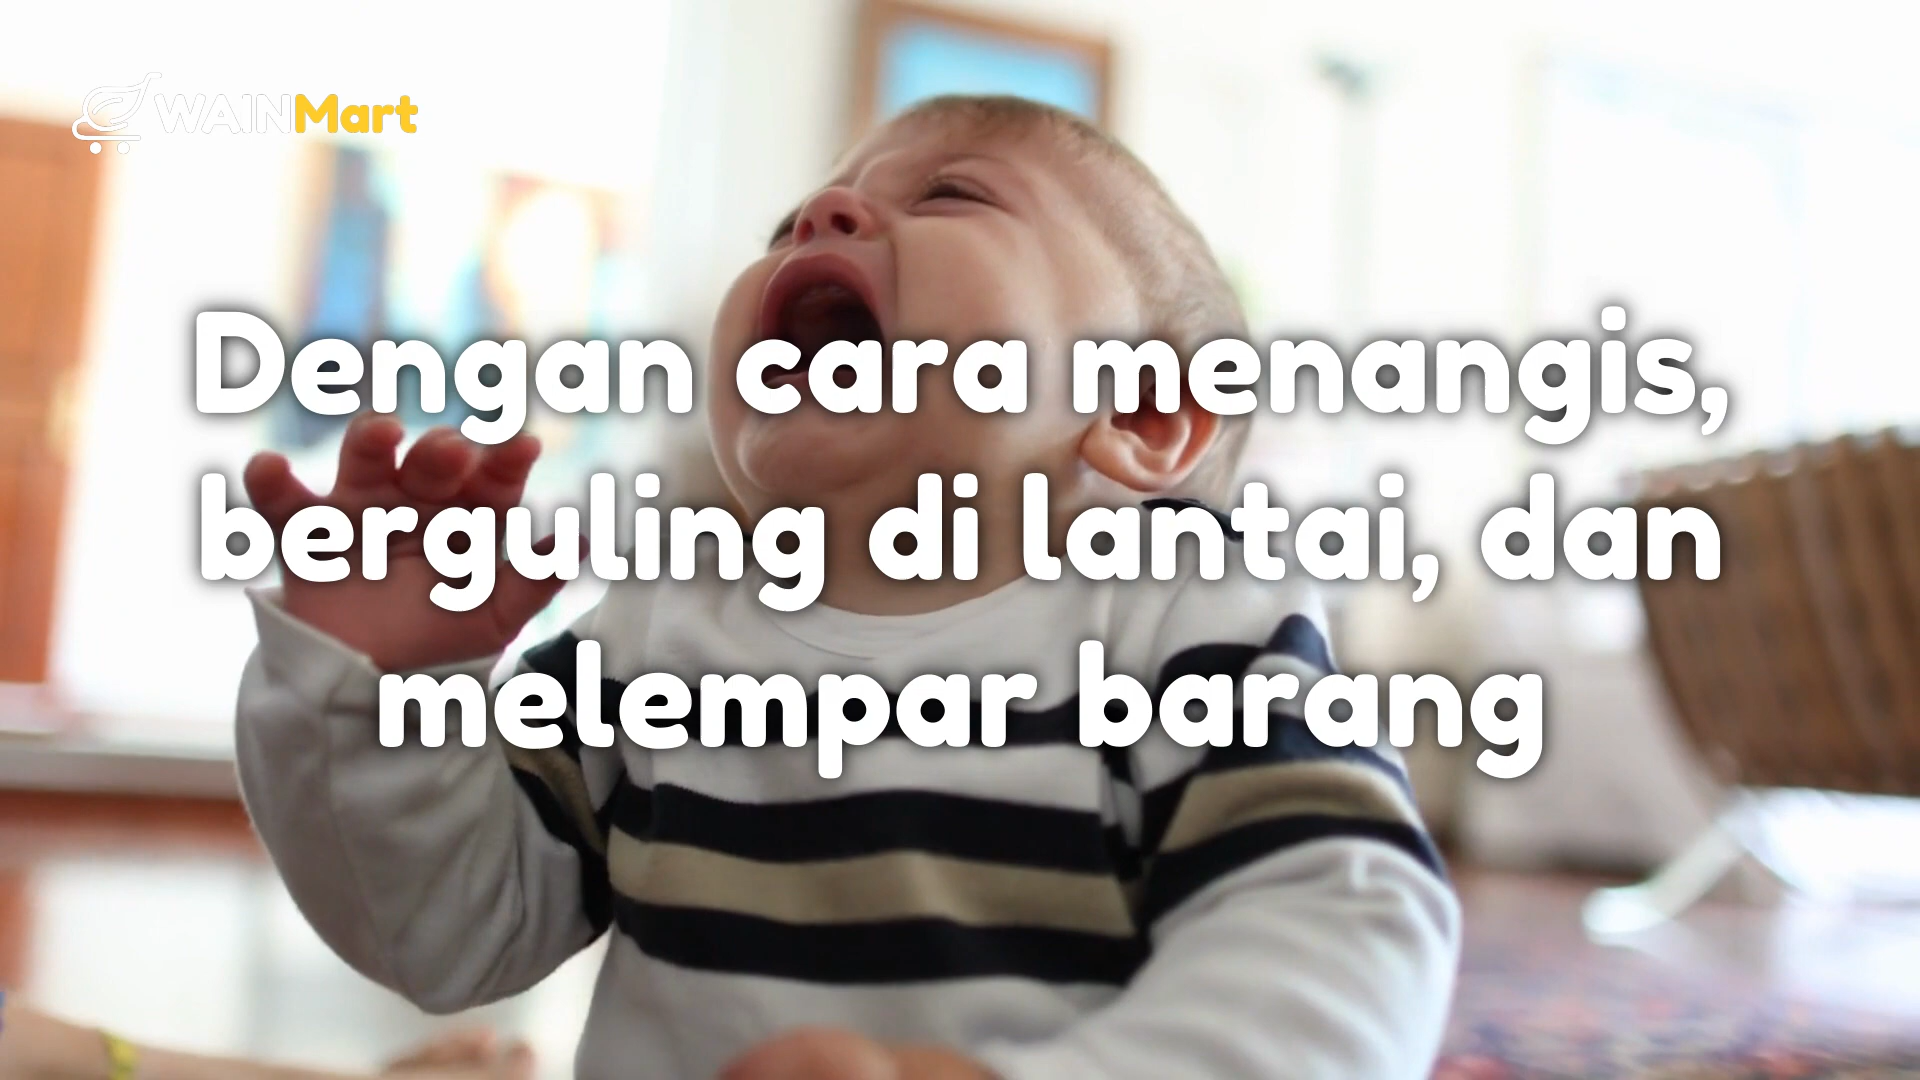 WAINMart
Dengan cara menangis,
berguling di lantai, dan
melempar barang